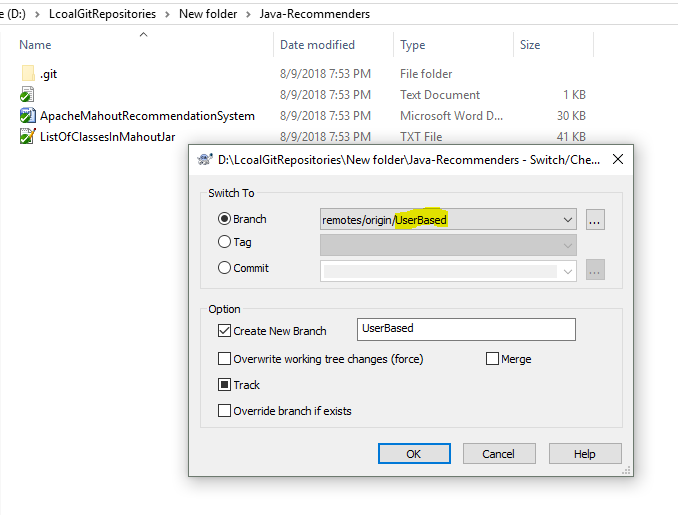 e (D:) > LcoalGitRepositories > New folder > Java-Recommenders
Name Date modified Type Size
.git 8/9/2018 7:53 PM File folder
8/9/2018 7:53 PM Text Document 1 KB
ApacheMahoutRecommendationSystem 8/9/2018 7:53 PM Microsoft Word D... 30 KB
ListOfClassesInMahoutJar 8/9/2018 7:53 PM TXT File 41 KB
D:\LcoalGitRepositories\New folder\Java-Recommenders - Switch/Che...
Switch To
Branch remotes/origin/UserBased ...
Tag
Commit ...
Option
Create New Branch UserBased
Overwrite working tree changes (force) Merge
Track
Override branch if exists
OK Cancel Help